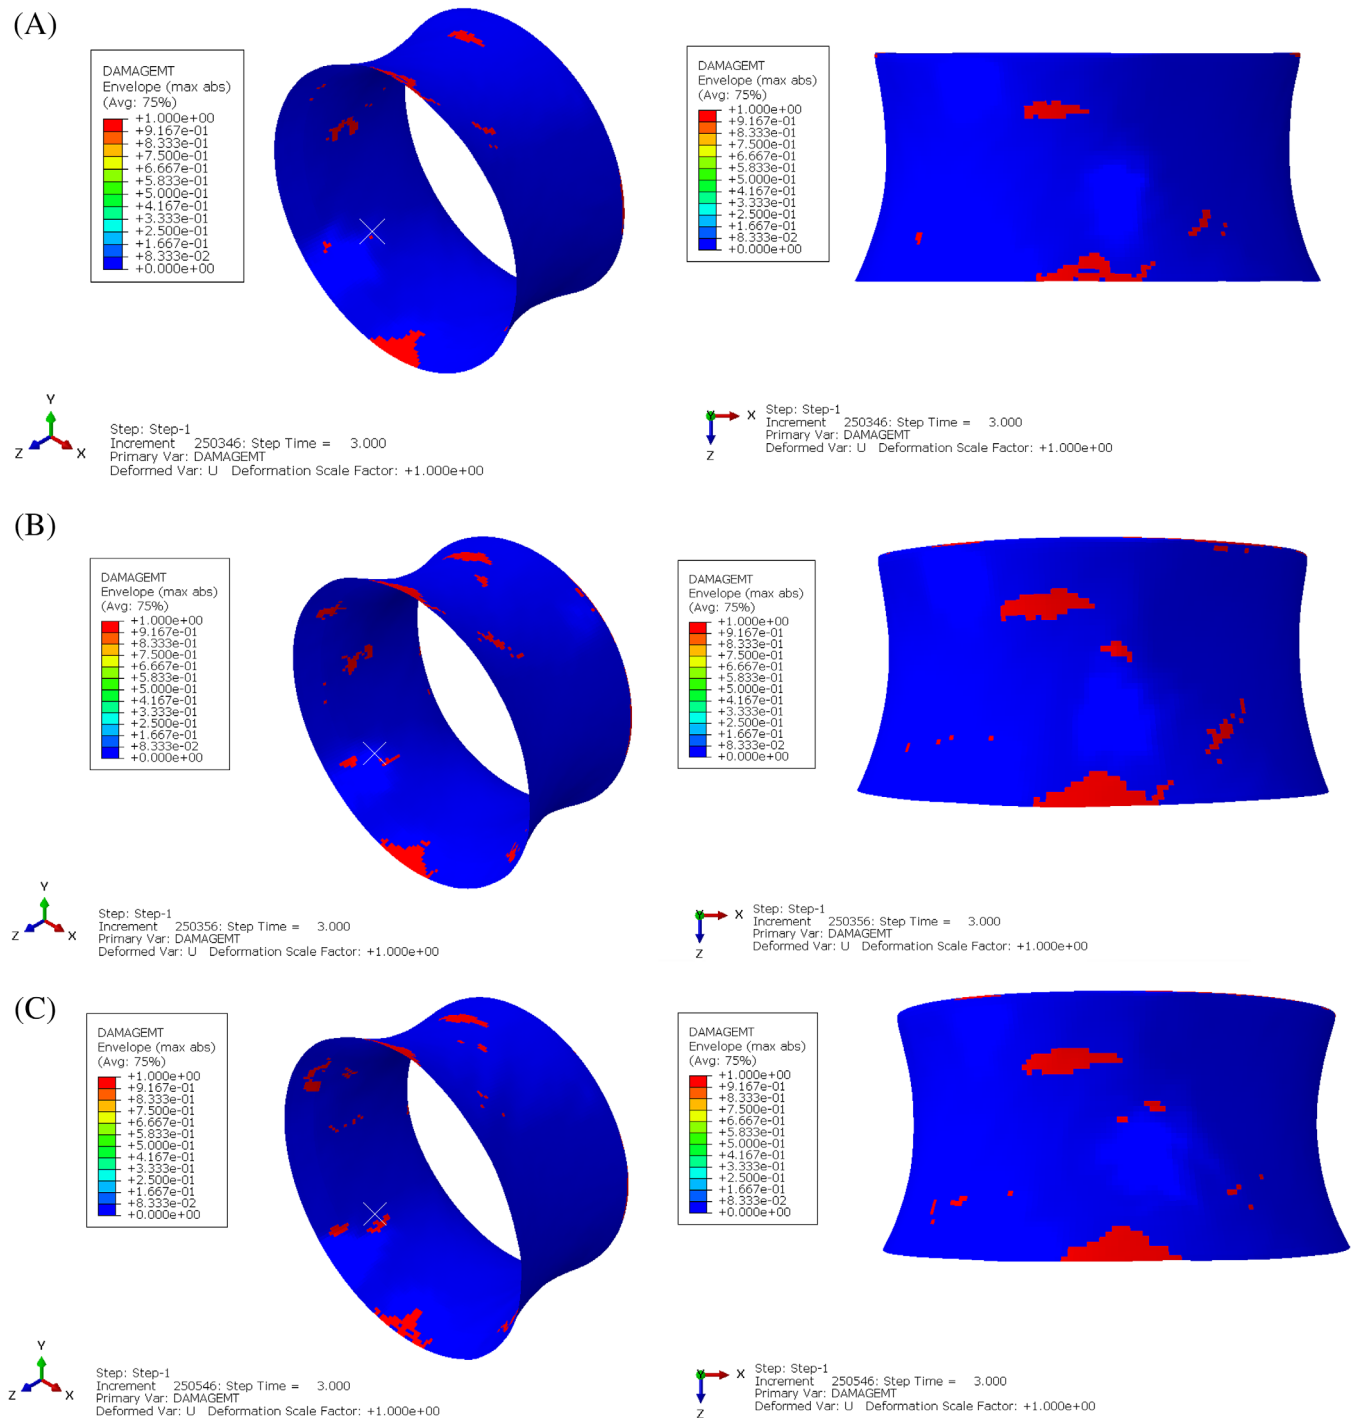 (A)
DAMAGEMT
Envelope (max abs)
(Avg: 75%)
+1.000e+00
+9.167e-01
+8.333e-01
+7.500e-01
+6.667e-01
+5.833e-01
+5.000e-01
+4.167e-01
+3.333e-01
+2.500e-01
+1.667e-01
+8.333e-02
+0.000e+00
Y
Z
X
Step: Step-1
Increment 250346: Step Time = 3.000
Primary Var: DAMAGEMT
Deformed Var: U Deformation Scale Factor: +1.000e+00
DAMAGEMT
Envelope (max abs)
(Avg: 75%)
+1.000e+00
+9.167e-01
+8.333e-01
+7.500e-01
+6.667e-01
+5.833e-01
+5.000e-01
+4.167e-01
+3.333e-01
+2.500e-01
+1.667e-01
+8.333e-02
+0.000e+00
Y
X
Z
Step: Step-1
Increment 250346: Step Time = 3.000
Primary Var: DAMAGEMT
Deformed Var: U Deformation Scale Factor: +1.000e+00
(B)
DAMAGEMT
Envelope (max abs)
(Avg: 75%)
+1.000e+00
+9.167e-01
+8.333e-01
+7.500e-01
+6.667e-01
+5.833e-01
+5.000e-01
+4.167e-01
+3.333e-01
+2.500e-01
+1.667e-01
+8.333e-02
+0.000e+00
Y
Z
X
Step: Step-1
Increment 250356: Step Time = 3.000
Primary Var: DAMAGEMT
Deformed Var: U Deformation Scale Factor: +1.000e+00
DAMAGEMT
Envelope (max abs)
(Avg: 75%)
+1.000e+00
+9.167e-01
+8.333e-01
+7.500e-01
+6.667e-01
+5.833e-01
+5.000e-01
+4.167e-01
+3.333e-01
+2.500e-01
+1.667e-01
+8.333e-02
+0.000e+00
Y
X
Z
Step: Step-1
Increment 250356: Step Time = 3.000
Primary Var: DAMAGEMT
Deformed Var: U Deformation Scale Factor: +1.000e+00
(C)
DAMAGEMT
Envelope (max abs)
(Avg: 75%)
+1.000e+00
+9.167e-01
+8.333e-01
+7.500e-01
+6.667e-01
+5.833e-01
+5.000e-01
+4.167e-01
+3.333e-01
+2.500e-01
+1.667e-01
+8.333e-02
+0.000e+00
Y
Z
X
Step: Step-1
Increment 250546: Step Time = 3.000
Primary Var: DAMAGEMT
Deformed Var: U Deformation Scale Factor: +1.000e+00
DAMAGEMT
Envelope (max abs)
(Avg: 75%)
+1.000e+00
+9.167e-01
+8.333e-01
+7.500e-01
+6.667e-01
+5.833e-01
+5.000e-01
+4.167e-01
+3.333e-01
+2.500e-01
+1.667e-01
+8.333e-02
+0.000e+00
Y
X
Z
Step: Step-1
Increment 250546: Step Time = 3.000
Primary Var: DAMAGEMT
Deformed Var: U Deformation Scale Factor: +1.000e+00